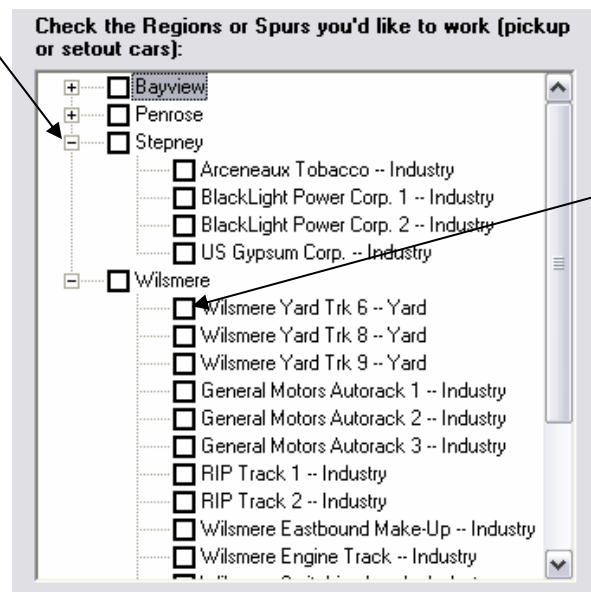 Check the Regions or Spurs you'd like to work (pickup
or setout cars):
Bayview
Penrose
Stepney
Arceneaux Tobacco -- Industry
BlackLight Power Corp. 1 -- Industry
BlackLight Power Corp. 2 -- Industry
US Gypsum Corp. -- Industry
Wilsmere
Wilsmere Yard Trk 6 -- Yard
Wilsmere Yard Trk 8 -- Yard
Wilsmere Yard Trk 9 -- Yard
General Motors Autorack 1 -- Industry
General Motors Autorack 2 -- Industry
General Motors Autorack 3 -- Industry
RIP Track 1 -- Industry
RIP Track 2 -- Industry
Wilsmere Eastbound Make-Up -- Industry
Wilsmere Engine Track -- Industry